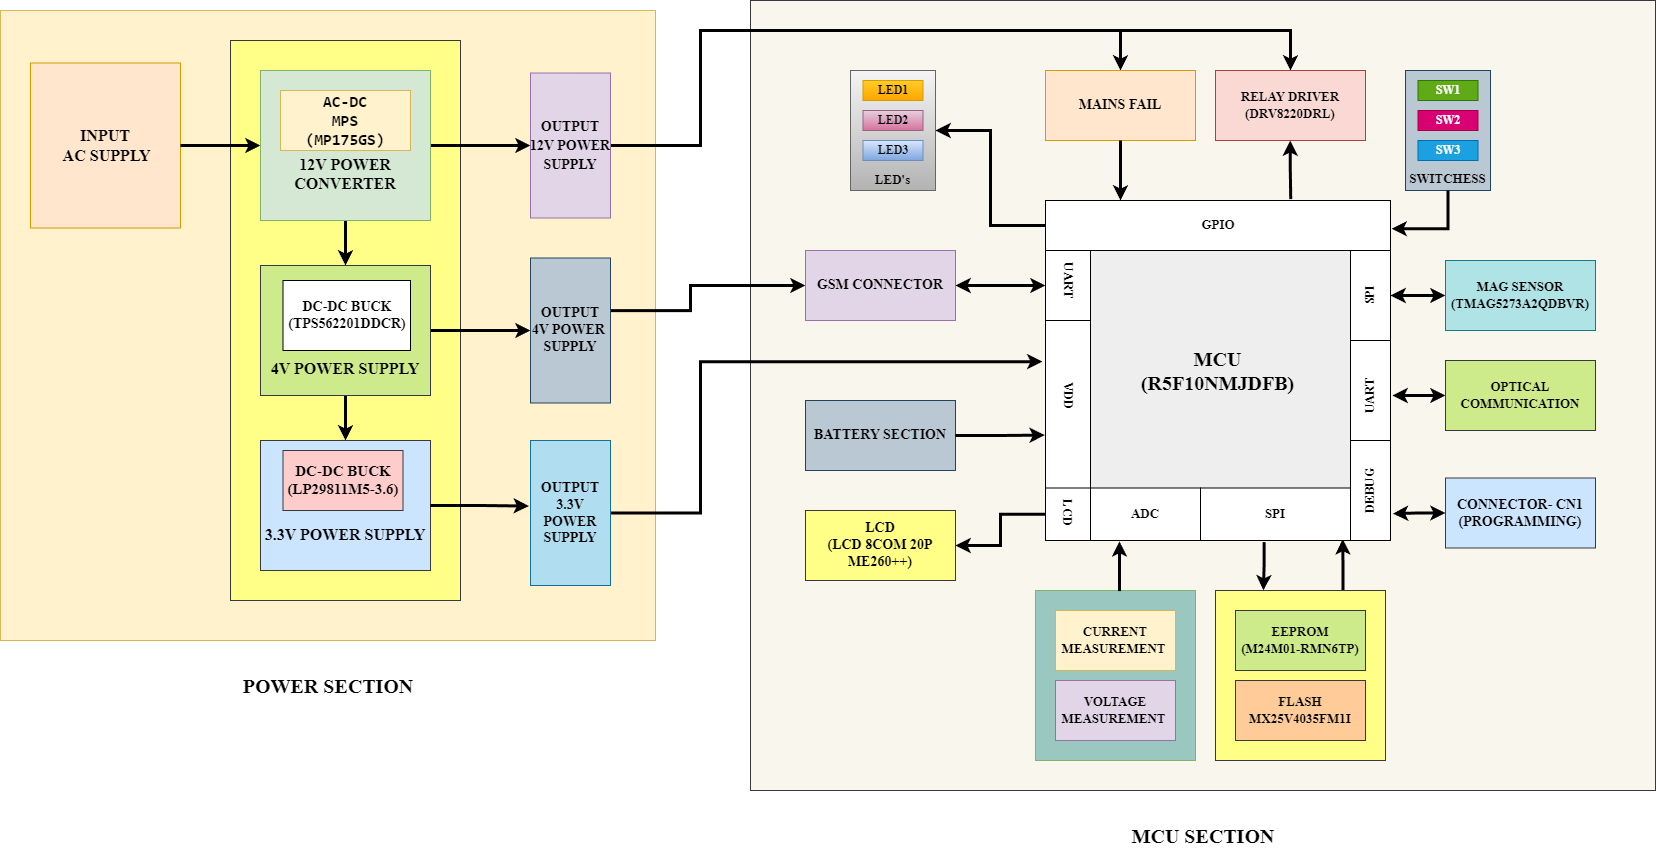 INPUT
AC SUPPLY
AC-DC
MPS
(MP175GS)
12V POWER
CONVERTER
DC-DC BUCK
(TPS562201DDCR)
4V POWER SUPPLY
DC-DC BUCK
(LP29811M5-3.6)
3.3V POWER SUPPLY
OUTPUT
12V POWER
SUPPLY
OUTPUT
4V POWER
SUPPLY
OUTPUT
3.3V
POWER
SUPPLY
POWER SECTION
LED1
LED2
LED3
LED's
MAINS FAIL
RELAY DRIVER
(DRV8220DRL)
SW1
SW2
SW3
SWITCHESS
GPIO
GSM CONNECTOR
UART
SPI
MAG SENSOR
(TMAG5273A2QDBVR)
MCU
(R5F10NMJDFB)
VDD
UART
OPTICAL
COMMUNICATION
BATTERY SECTION
LCD
(LCD 8COM 20P
ME260++)
LCD
ADC
SPI
DEBUG
CONNECTOR- CN1
(PROGRAMMING)
CURRENT
MEASUREMENT
VOLTAGE
MEASUREMENT
EEPROM
(M24M01-RMN6TP)
FLASH
MX25V4035FM1I
MCU SECTION